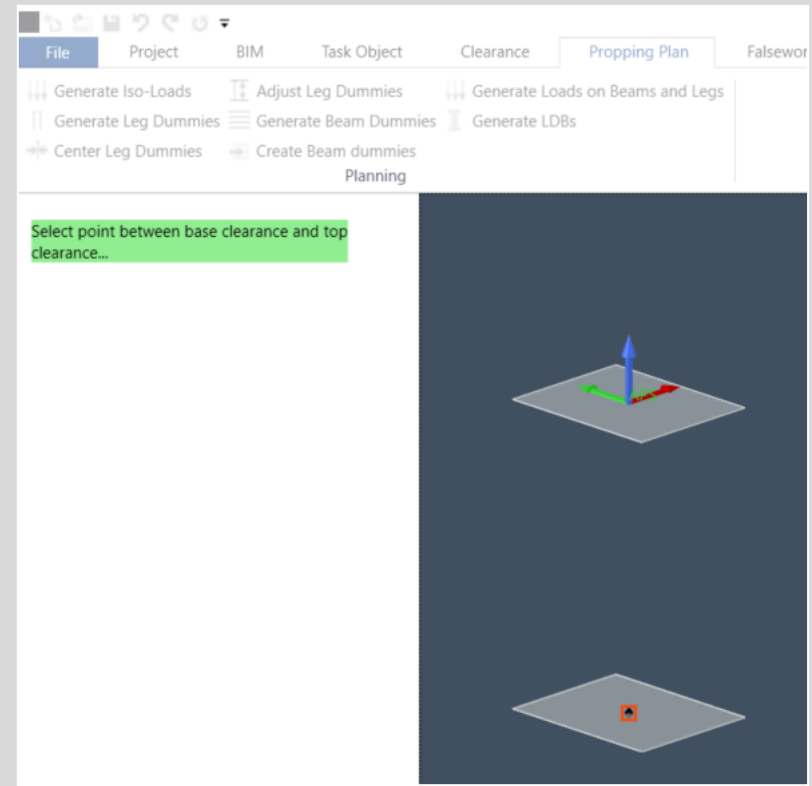 File Project BIM Task Object Clearance Propping Plan Falsewor
Generate Iso-Loads Adjust Leg Dummies Generate Loads on Beams and Legs
Generate Leg Dummies Generate Beam Dummies Generate LDBs
Center Leg Dummies Create Beam dummies
Planning
Select point between base clearance and top
clearance...